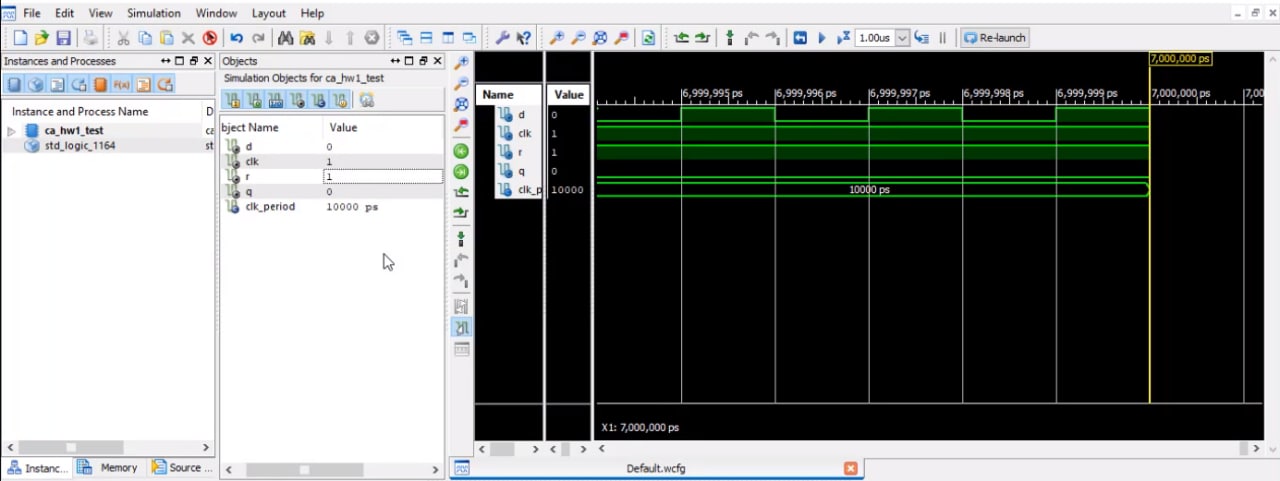 File Edit View Simulation Window Layout Help
1.00us Re-launch
Instances and Processes
Instance and Process Name D
ca_hw1_test ca
std_logic_1164 st
Instanc... Memory Source ...
Objects
Simulation Objects for ca_hw1_test
bject Name Value
d 0
clk 1
r 1
q 0
clk_period 10000 ps
Name Value
d 0
clk 1
r 1
q 0
clk_p 10000
7,000,000 ps
6,999,995 ps 6,999,996 ps 6,999,997 ps 6,999,998 ps 6,999,999 ps 7,000,000 ps 7,00
10000 ps
X1: 7,000,000 ps
Default.wcfg